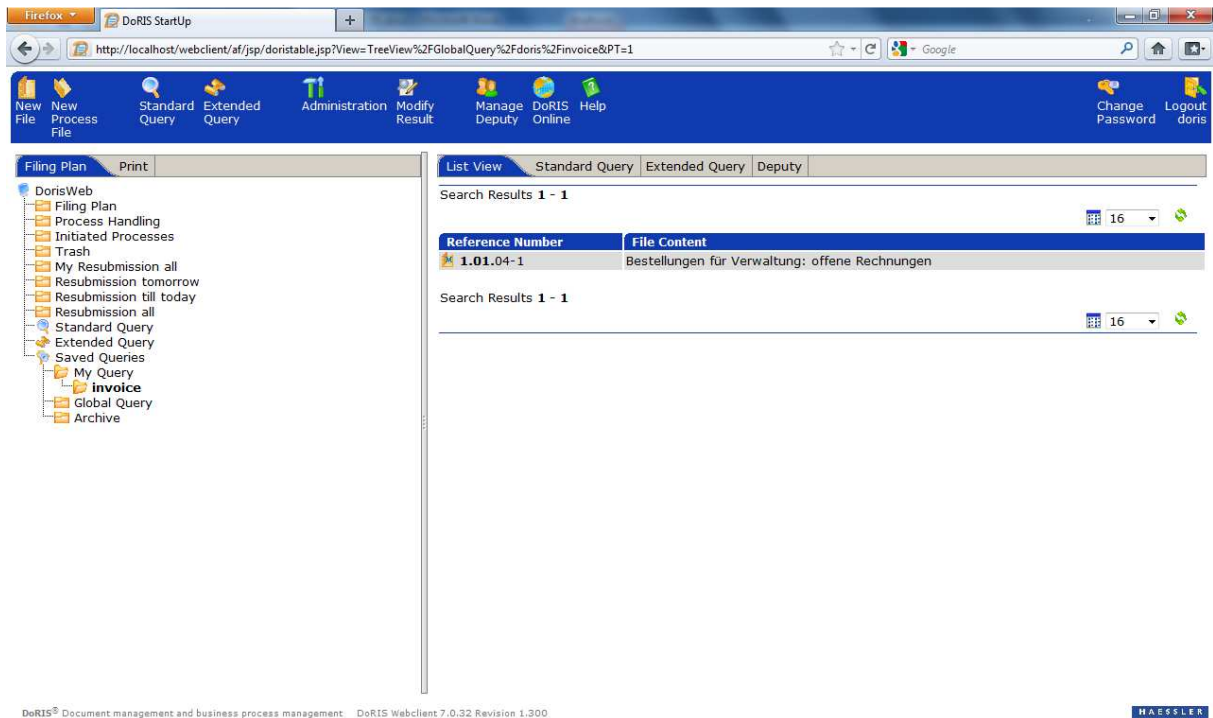 Firefox
DoRIS StartUp
http://localhost/webclient/af/jsp/doristable.jsp?View=TreeView%2FGlobalQuery%2Fdoris%2Finvoice&PT=1
Google
New File
New Process File
Standard Query
Extended Query
Administration
Modify Result
Manage Deputy
DoRIS Online
Help
Change Password
Logout doris
Filing Plan
Print
DorisWeb
Filing Plan
Process Handling
Initiated Processes
Trash
My Resubmission all
Resubmission tomorrow
Resubmission till today
Resubmission all
Standard Query
Extended Query
Saved Queries
My Query
invoice
Global Query
Archive
List View
Standard Query
Extended Query
Deputy
Search Results 1 - 1
16
Reference Number
File Content
1.01.04-1
Bestellungen für Verwaltung: offene Rechnungen
Search Results 1 - 1
16
DoRIS® Document management and business process management DoRIS Webclient 7.0.32 Revision 1.300
HAESSLER